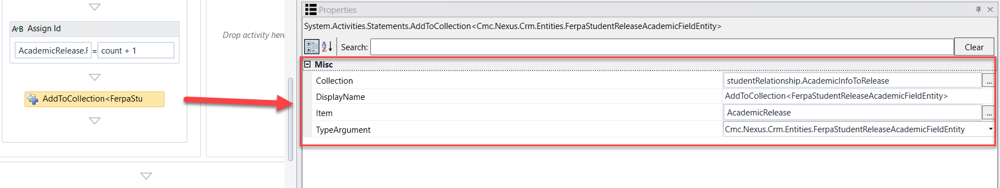 Properties
System.Activities.Statements.AddToCollection<Cmc.Nexus.Crm.Entities.FerpaStudentReleaseAcademicFieldEntity>
A+B Assign Id
Drop activity here
AZ Search: Clear
AcademicRelease.F = count + 1
Misc
Collection studentRelationship.AcademicInfoToRelease ...
DisplayName AddToCollection<FerpaStudentReleaseAcademicFieldEntity>
AddToCollection<FerpaStu
Item AcademicRelease ...
TypeArgument Cmc.Nexus.Crm.Entities.FerpaStudentReleaseAcademicFieldEntity